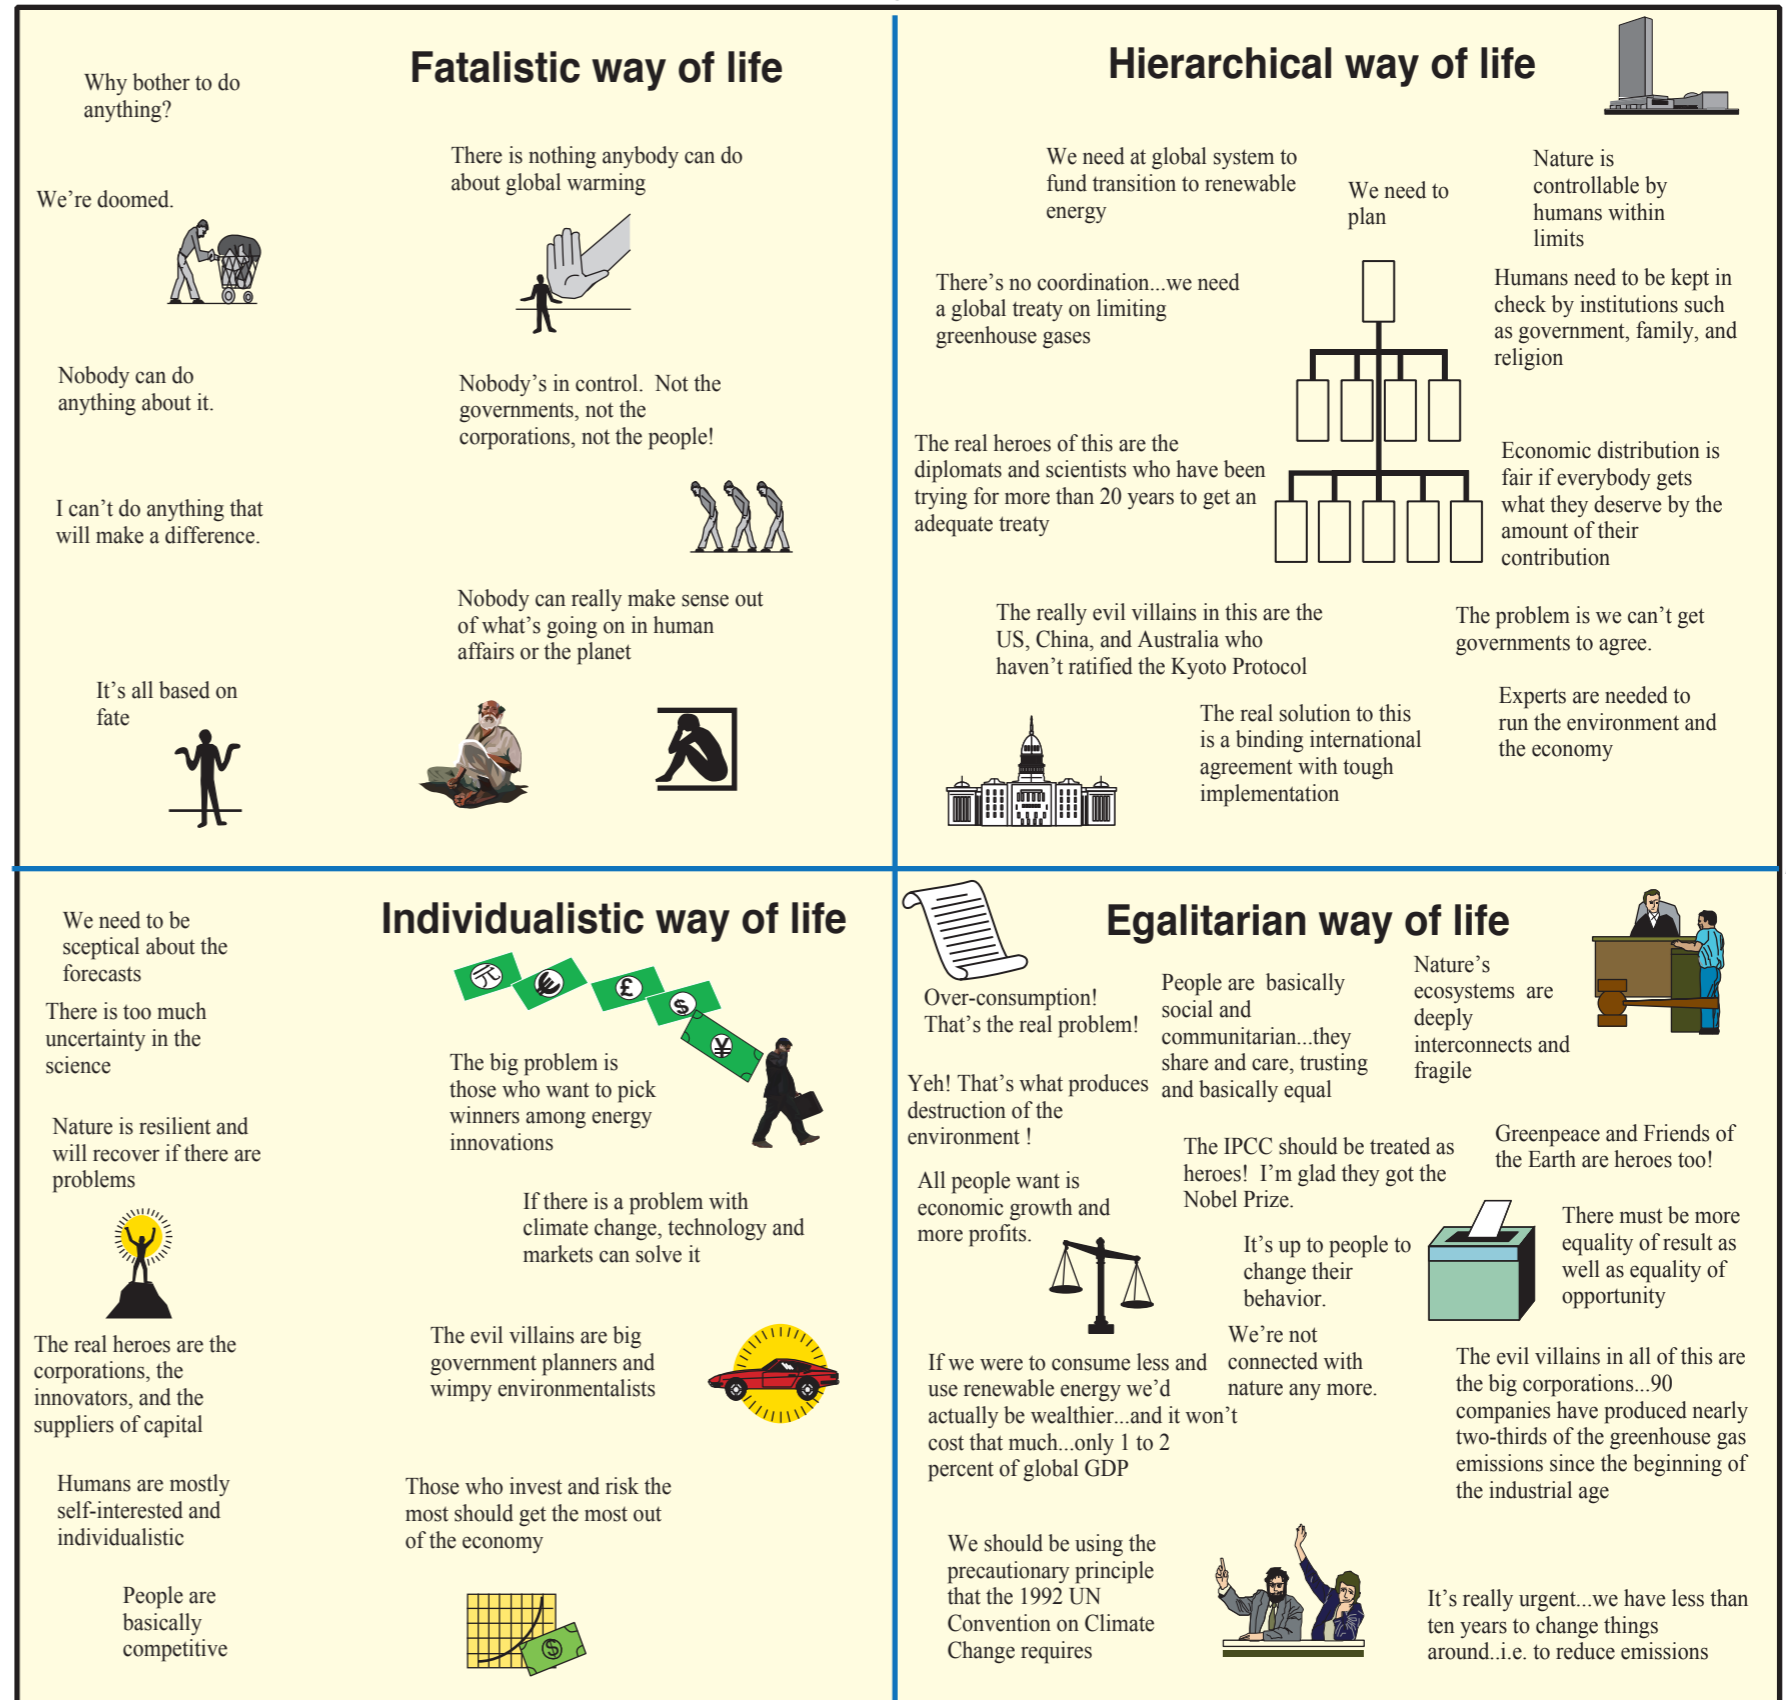 Fatalistic way of life
Why bother to do
anything?
There is nothing anybody can do
about global warming
We're doomed.
Nobody can do
anything about it.
Nobody's in control.  Not the
governments, not the
corporations, not the people!
I can't do anything that
will make a difference.
Nobody can really make sense out
of what's going on in human
affairs or the planet
It's all based on
fate
Hierarchical way of life
We need at global system to
fund transition to renewable
energy
We need to
plan
Nature is
controllable by
humans within
limits
There's no coordination...we need
a global treaty on limiting
greenhouse gases
Humans need to be kept in
check by institutions such
as government, family, and
religion
The real heroes of this are the
diplomats and scientists who have been
trying for more than 20 years to get an
adequate treaty
Economic distribution is
fair if everybody gets
what they deserve by the
amount of their
contribution
The really evil villains in this are the
US, China, and Australia who
haven't ratified the Kyoto Protocol
The problem is we can't get
governments to agree.
The real solution to this
is a binding international
agreement with tough
implementation
Experts are needed to
run the environment and
the economy
Individualistic way of life
We need to be
sceptical about the
forecasts
There is too much
uncertainty in the
science
元
€
£
$
¥
The big problem is
those who want to pick
winners among energy
innovations
Nature is resilient and
will recover if there are
problems
If there is a problem with
climate change, technology and
markets can solve it
The real heroes are the
corporations, the
innovators, and the
suppliers of capital
The evil villains are big
government planners and
wimpy environmentalists
Humans are mostly
self-interested and
individualistic
Those who invest and risk the
most should get the most out
of the economy
People are
basically
competitive
$
Egalitarian way of life
Over-consumption!
That's the real problem!
People are  basically
social and
communitarian...they
share and care, trusting
and basically equal
Nature's
ecosystems  are
deeply
interconnects and
fragile
Yeh! That's what produces
destruction of the
environment !
The IPCC should be treated as
heroes!  I'm glad they got the
Nobel Prize.
Greenpeace and Friends of
the Earth are heroes too!
All people want is
economic growth and
more profits.
It's up to people to
change their
behavior.
There must be more
equality of result as
well as equality of
opportunity
We're not
connected with
nature any more.
If we were to consume less and
use renewable energy we'd
actually be wealthier...and it won't
cost that much...only 1 to 2
percent of global GDP
The evil villains in all of this are
the big corporations...90
companies have produced nearly
two-thirds of the greenhouse gas
emissions since the beginning of
the industrial age
We should be using the
precautionary principle
that the 1992 UN
Convention on Climate
Change requires
It's really urgent...we have less than
ten years to change things
around..i.e. to reduce emissions